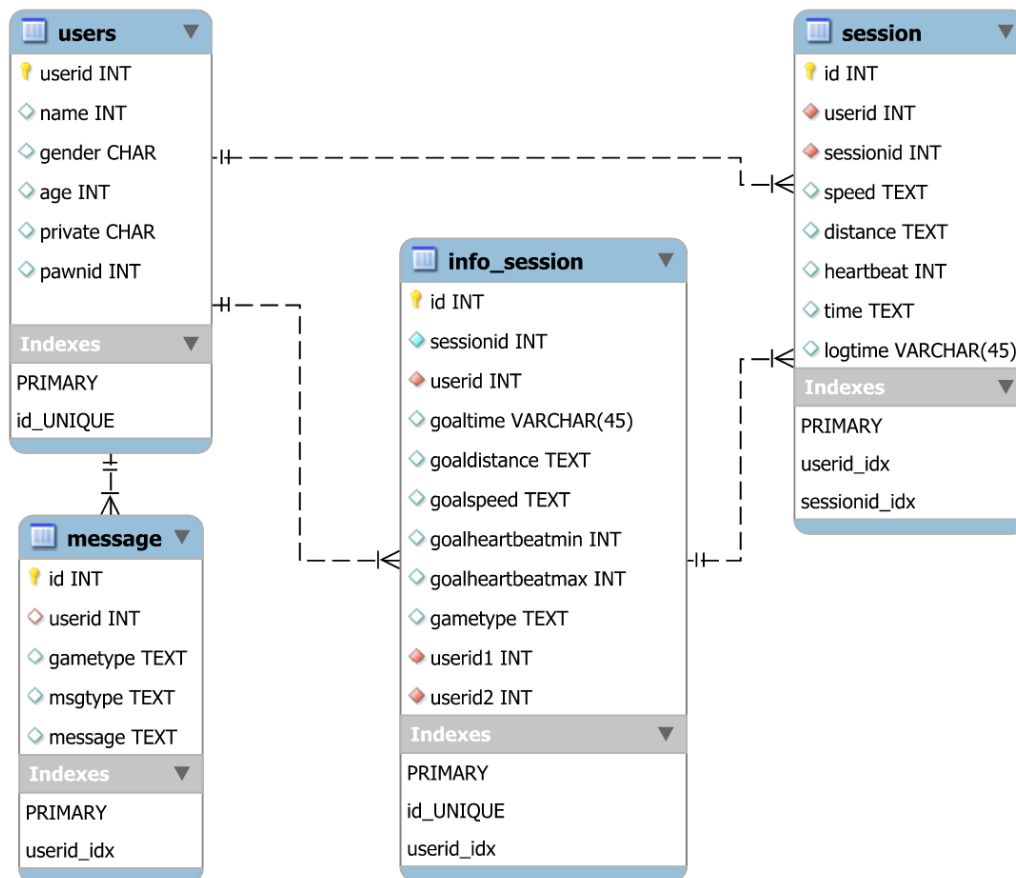 users
userid INT
name INT
gender CHAR
age INT
private CHAR
pawnid INT
Indexes
PRIMARY
id_UNIQUE
message
id INT
userid INT
gametype TEXT
msgtype TEXT
message TEXT
Indexes
PRIMARY
userid_idx
info_session
id INT
sessionid INT
userid INT
goaltime VARCHAR(45)
goaldistance TEXT
goalspeed TEXT
goalheartbeatmin INT
goalheartbeatmax INT
gametype TEXT
userid1 INT
userid2 INT
Indexes
PRIMARY
id_UNIQUE
userid_idx
session
id INT
userid INT
sessionid INT
speed TEXT
distance TEXT
heartbeat INT
time TEXT
logtime VARCHAR(45)
Indexes
PRIMARY
userid_idx
sessionid_idx